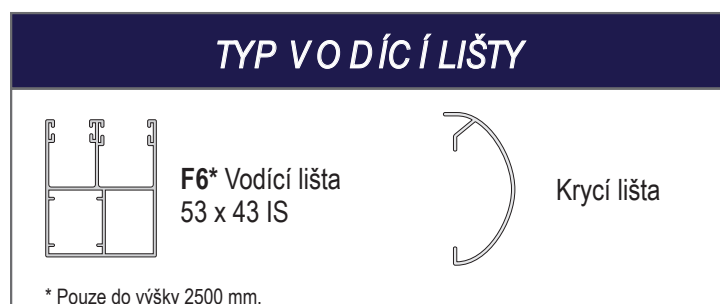 TYP VODÍCÍ LIŠTY
F6* Vodící lišta
53 x 43 IS
Krycí lišta
* Pouze do výšky 2500 mm.